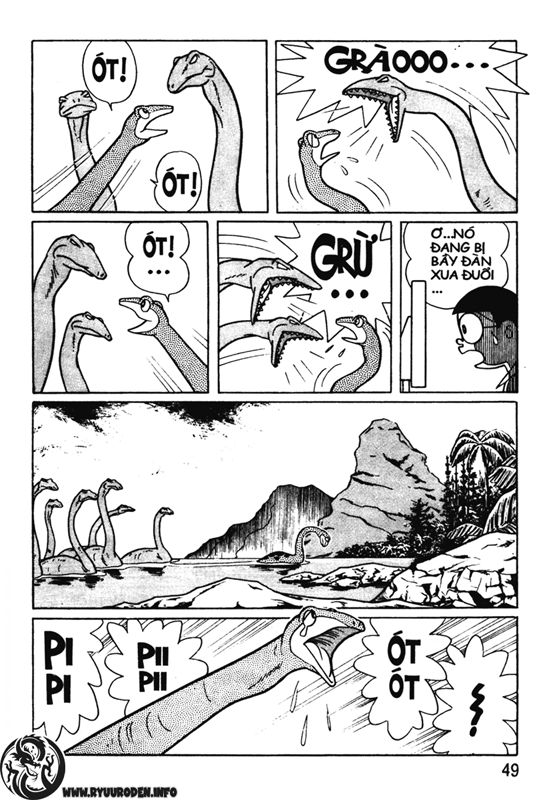 ÓT!
ÓT!
GRÀOOO...
ÓT!
...
GRỪ
...
Ơ...NÓ
ĐANG BỊ
BẦY ĐÀN
XUA ĐUỔI
...
PI
PI
PII
PII
ÓT
ÓT
WWW.RYUURODEN.INFO
49